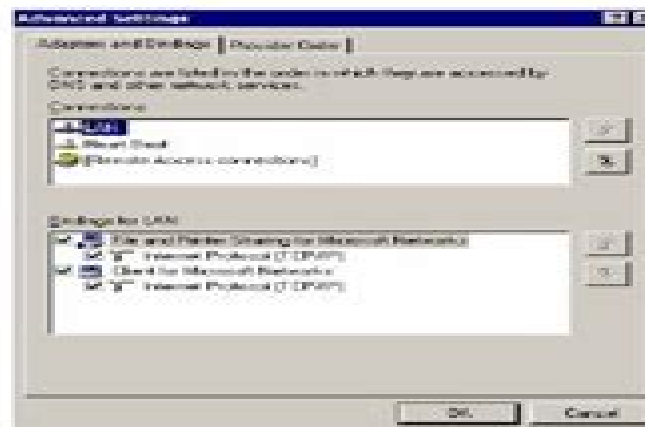 Advanced Settings
Adapters and Bindings Provider Order
Connections are listed in the order in which they are accessed by
DNS and other network services.
Connections
LAN
[Remote Access connections]
Bindings for LAN
File and Printer Sharing for Microsoft Networks
Internet Protocol (TCP/IP)
Client for Microsoft Networks
Internet Protocol (TCP/IP)
OK
Cancel